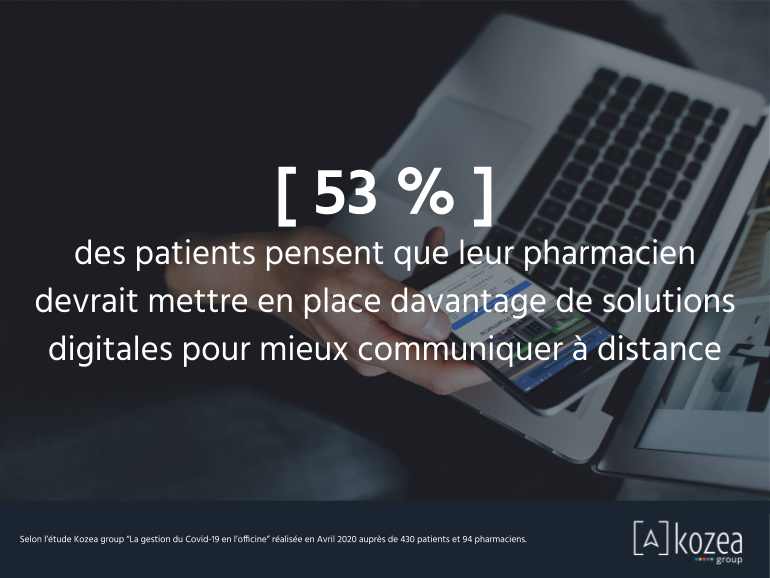 [ 53 % ]
des patients pensent que leur pharmacien
devrait mettre en place davantage de solutions
digitales pour mieux communiquer à distance
Selon l'étude Kozea group "La gestion du Covid-19 en l'officine" réalisée en Avril 2020 auprès de 430 patients et 94 pharmaciens.
[A] kozea
group